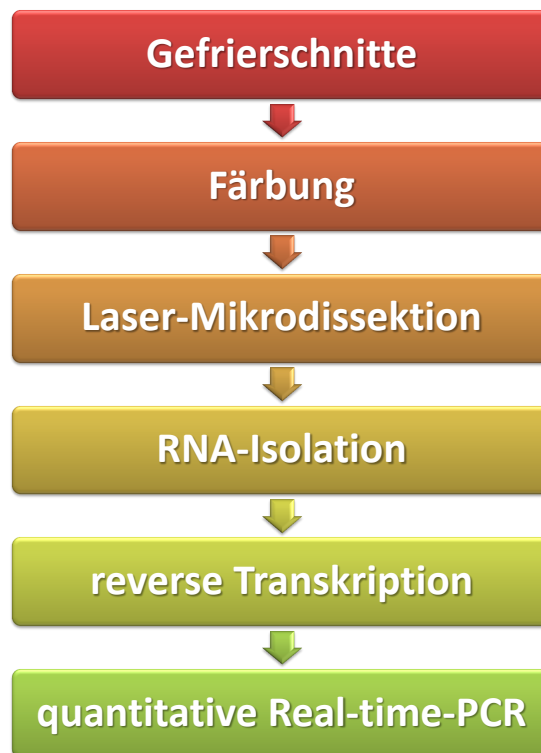 Gefrierschnitte
Färbung
Laser-Mikrodissektion
RNA-Isolation
reverse Transkription
quantitative Real-time-PCR